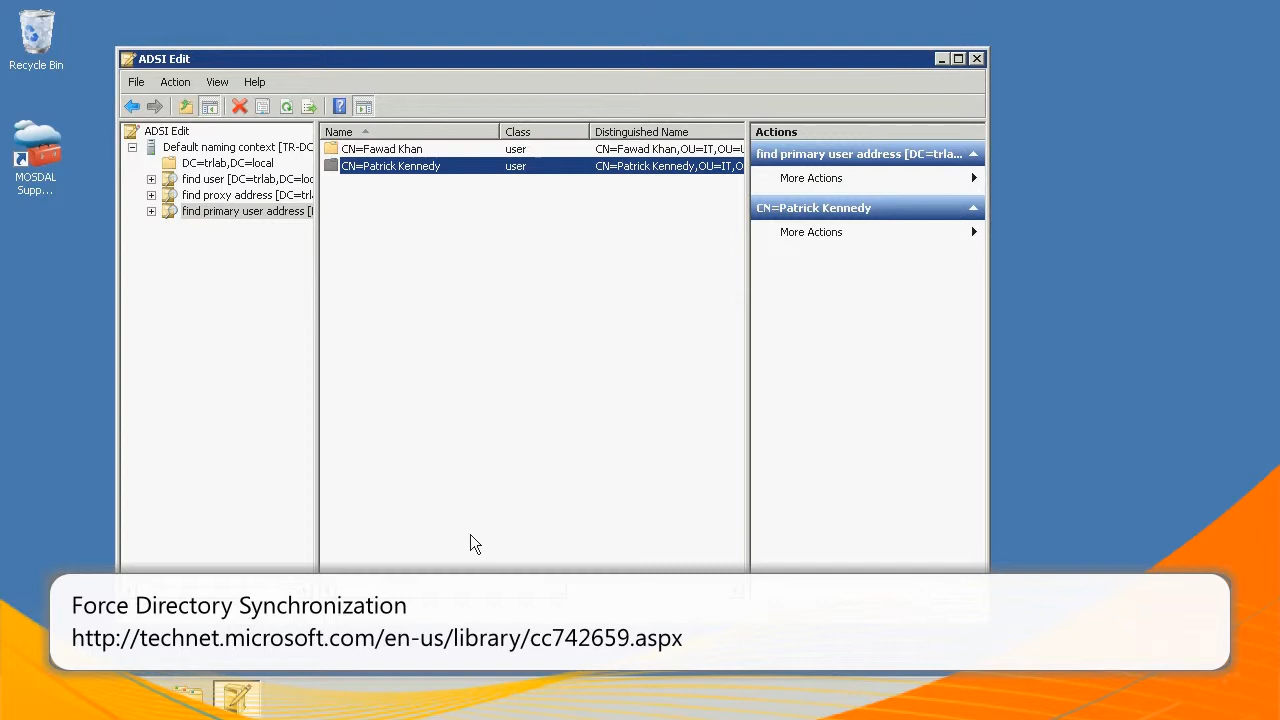 Recycle Bin
MOSDAL
Supp...
ADSI Edit
File Action View Help
ADSI Edit
Default naming context [TR-DC
DC=trlab,DC=local
find user [DC=trlab,DC=loc
find proxy address [DC=trl
find primary user address [
Name Class Distinguished Name
CN=Fawad Khan user CN=Fawad Khan,OU=IT,OU=U
CN=Patrick Kennedy user CN=Patrick Kennedy,OU=IT,O
Actions
find primary user address [DC=trla...
More Actions
CN=Patrick Kennedy
More Actions
Force Directory Synchronization
http://technet.microsoft.com/en-us/library/cc742659.aspx